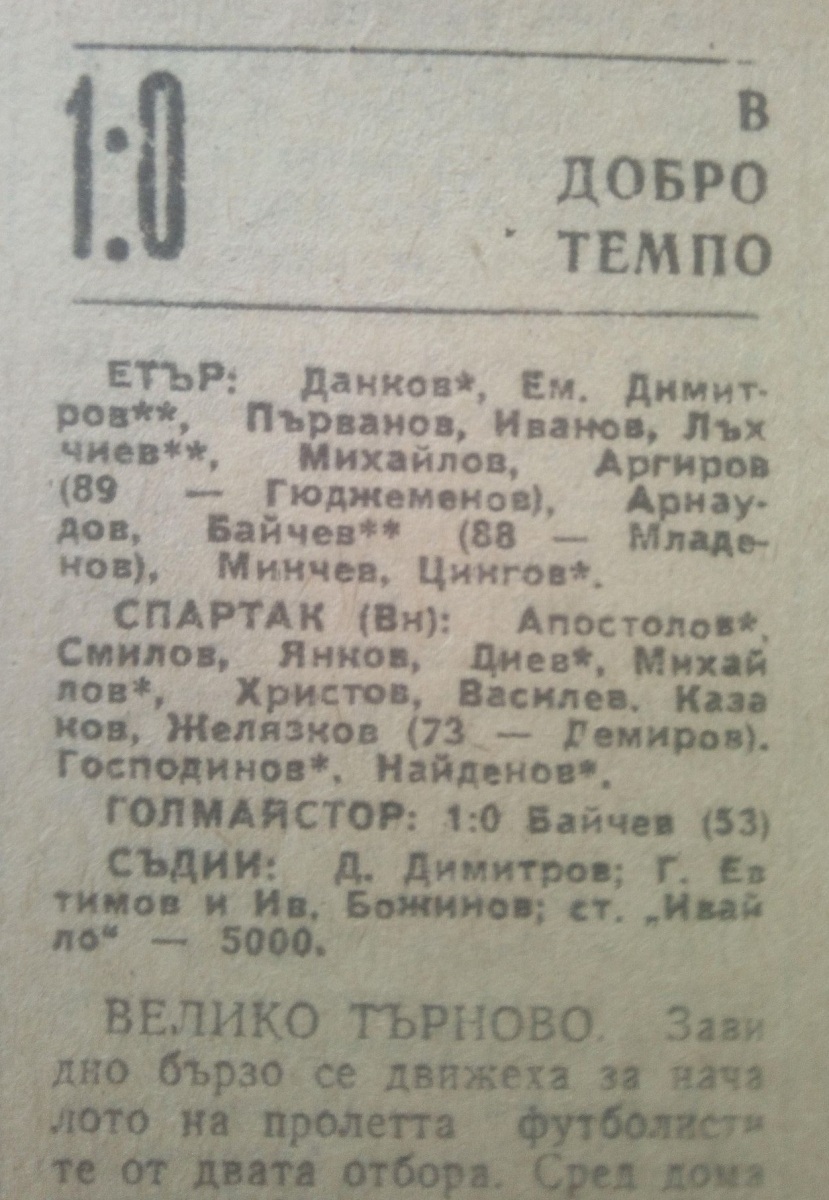 1:0
В
ДОБРО
ТЕМПО
ЕТЪР: Данков*, Ем. Димит-
ров**, Първанов, Иванов, Лъх
чиев**, Михайлов, Аргиров
(89 — Гюджеменов), Арнау-
дов, Байчев** (88 — Младе-
нов), Минчев, Цингов*.
СПАРТАК (Вн): Апостолов*,
Смилов, Янков, Диев*, Михай
лов*, Христов, Василев. Каза
ков, Желязков (73 — Демиров).
Господинов*, Найденов*.
ГОЛМАЙСТОР: 1:0 Байчев (53)
СЪДИИ: Д. Димитров; Г. Ев
тимов и Ив. Божинов; ст. „Ивай
ло“ — 5000.
ВЕЛИКО ТЪРНОВО. Зави
дно бързо се движеха за нача
лото на пролетта футболисти
те от двата отбора. Сред дома